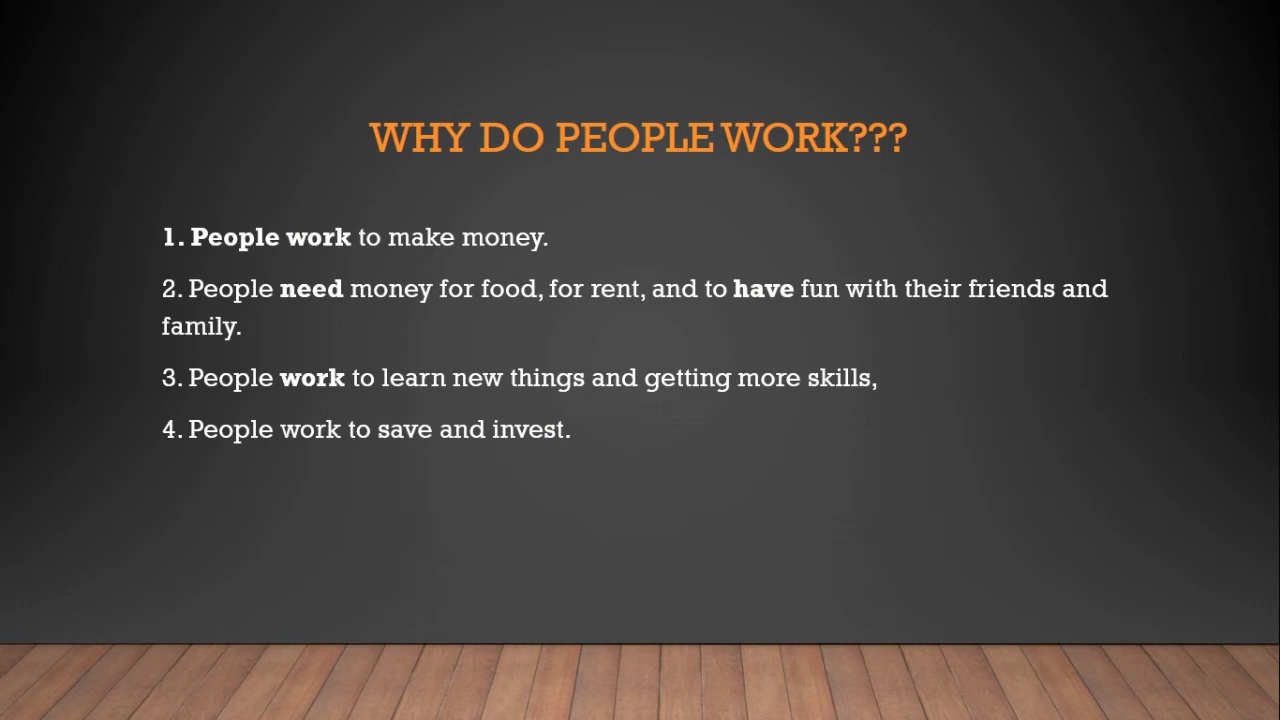 WHY DO PEOPLE WORK???
1. People work to make money.
2. People need money for food, for rent, and to have fun with their friends and
family.
3. People work to learn new things and getting more skills,
4. People work to save and invest.